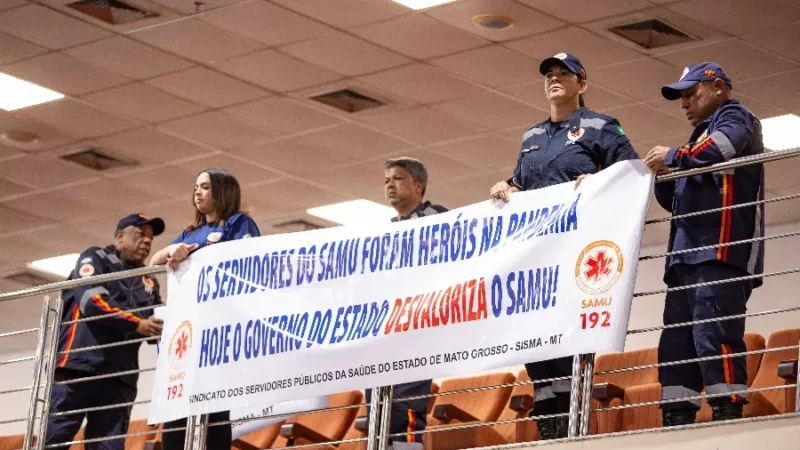 OS SERVIDORES DO SAMU FORAM HERÓIS NA PANDEMIA
HOJE O GOVERNO DO ESTADO DESVALORIZA O SAMU!
SINDICATO DOS SERVIDORES PÚBLICOS DA SAÚDE DO ESTADO DE MATO GROSSO - SISMA - MT
SAMU
192
192